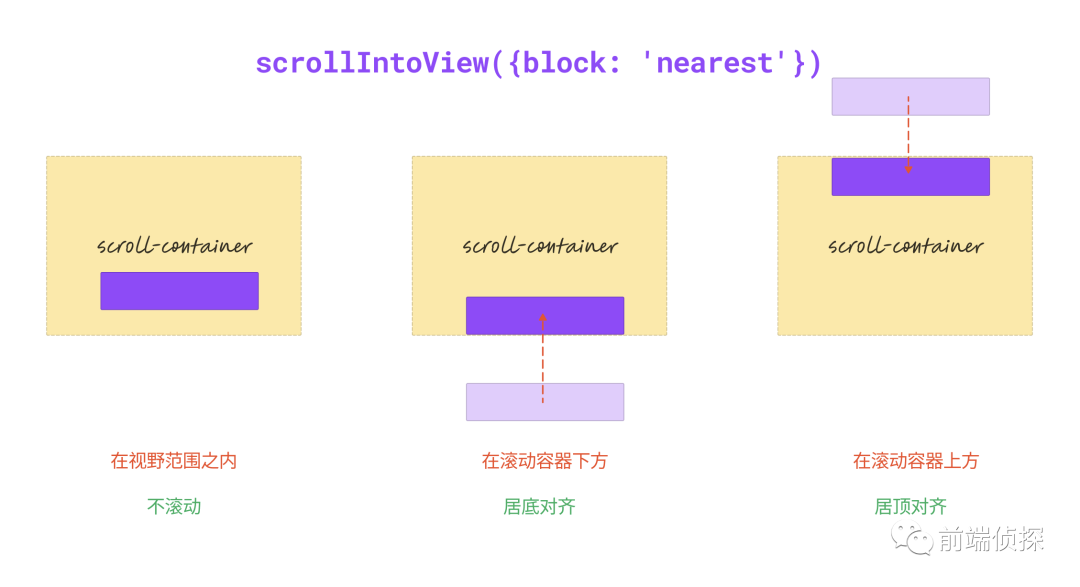 scrollIntoView({block: 'nearest'})
scroll-container
scroll-container
scroll-container
在视野范围之内
在滚动容器下方
在滚动容器上方
不滚动
居底对齐
居顶对齐
前端侦探